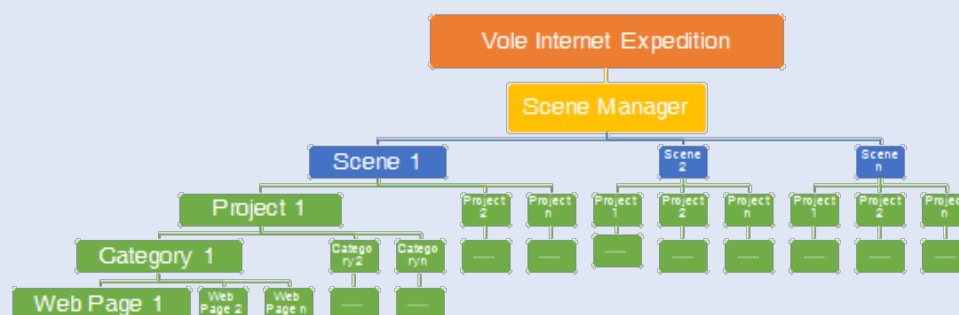 Vole Internet Expedition
Scene Manager
Scene 1
Scene
2
Scene
n
Project 1
Project
2
Project
n
Project
1
Project
2
Project
n
Project
1
Project
2
Project
n
Category 1
Catego
ry2
Catego
ryn
......
......
......
......
......
......
......
......
Web Page 1
Web
Page 2
Web
Page n
......
......